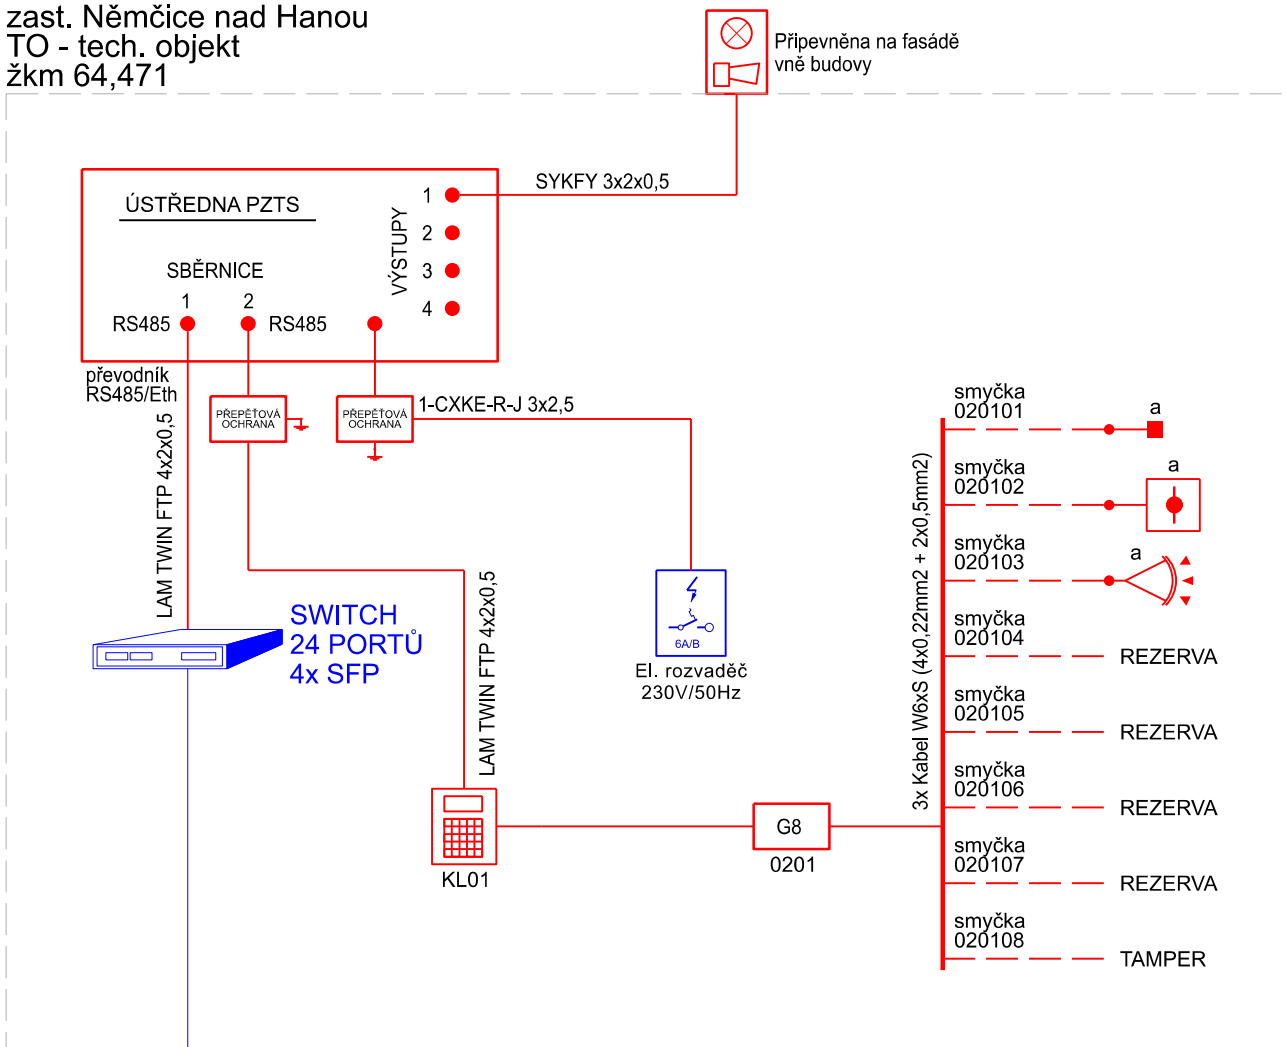 zast. Němčice nad Hanou
TO - tech. objekt
žkm 64,471
Připevněna na fasádě
vně budovy
SYKFY 3x2x0,5
ÚSTŘEDNA PZTS
VÝSTUPY
1
2
3
4
SBĚRNICE
1
2
RS485
RS485
převodník
RS485/Eth
PŘEPĚŤOVÁ
OCHRANA
PŘEPĚŤOVÁ
OCHRANA
1-CXKE-R-J 3x2,5
LAM TWIN FTP 4x2x0,5
SWITCH
24 PORTŮ
4x SFP
LAM TWIN FTP 4x2x0,5
6A/B
El. rozvaděč
230V/50Hz
KL01
G8
0201
3x Kabel W6xS (4x0,22mm2 + 2x0,5mm2)
smyčka
020101
a
smyčka
020102
a
smyčka
020103
a
smyčka
020104
REZERVA
smyčka
020105
REZERVA
smyčka
020106
REZERVA
smyčka
020107
REZERVA
smyčka
020108
TAMPER